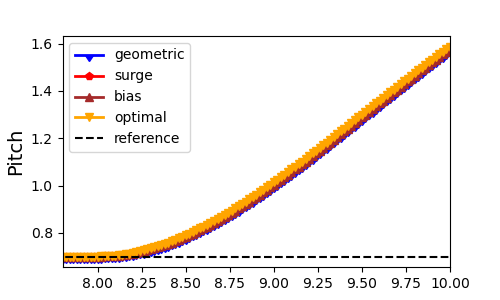 Pitch
1.6
1.4
1.2
1.0
0.8
geometric
surge
bias
optimal
reference
8.00 8.25 8.50 8.75 9.00 9.25 9.50 9.75 10.00